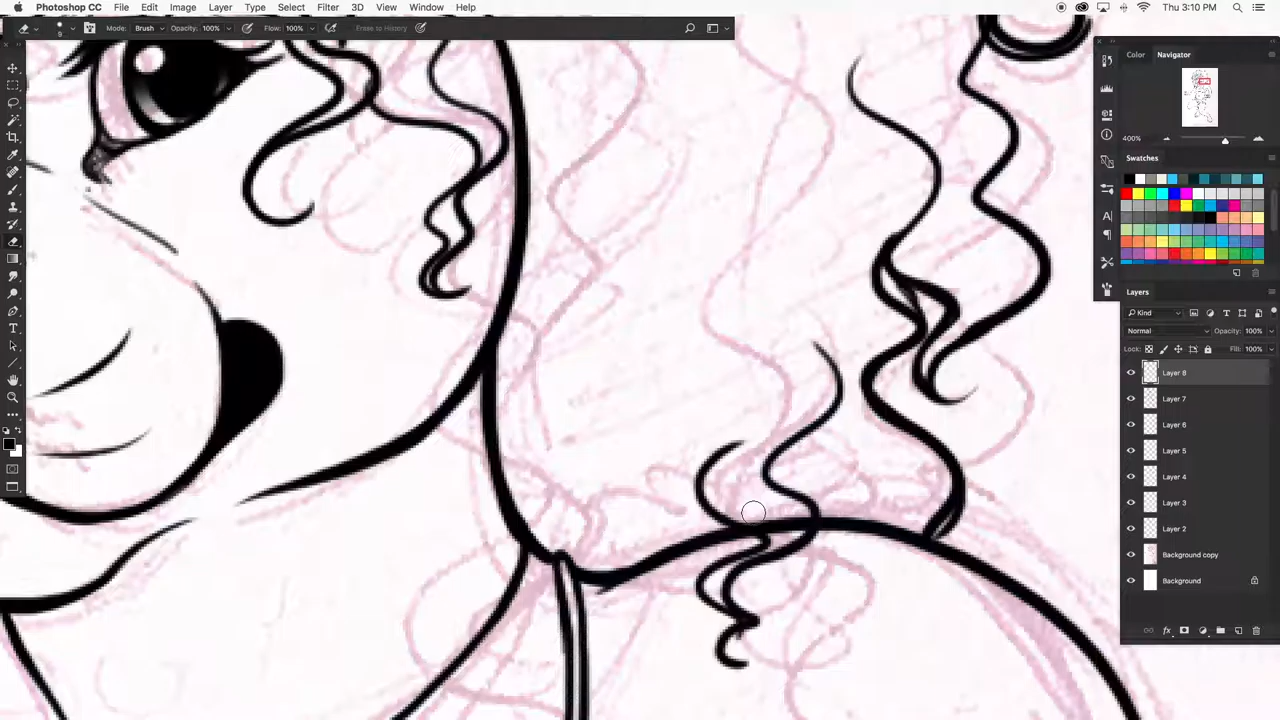 Photoshop CC File Edit Image Layer Type Select Filter 3D View Window Help Thu 3:10 PM
9 Mode: Brush Opacity: 100% Flow: 100% Erase to History
Color Navigator
400%
Swatches
Layers
Kind
Normal Opacity: 100%
Lock: Fill: 100%
Layer 8
Layer 7
Layer 6
Layer 5
Layer 4
Layer 3
Layer 2
Background copy
Background